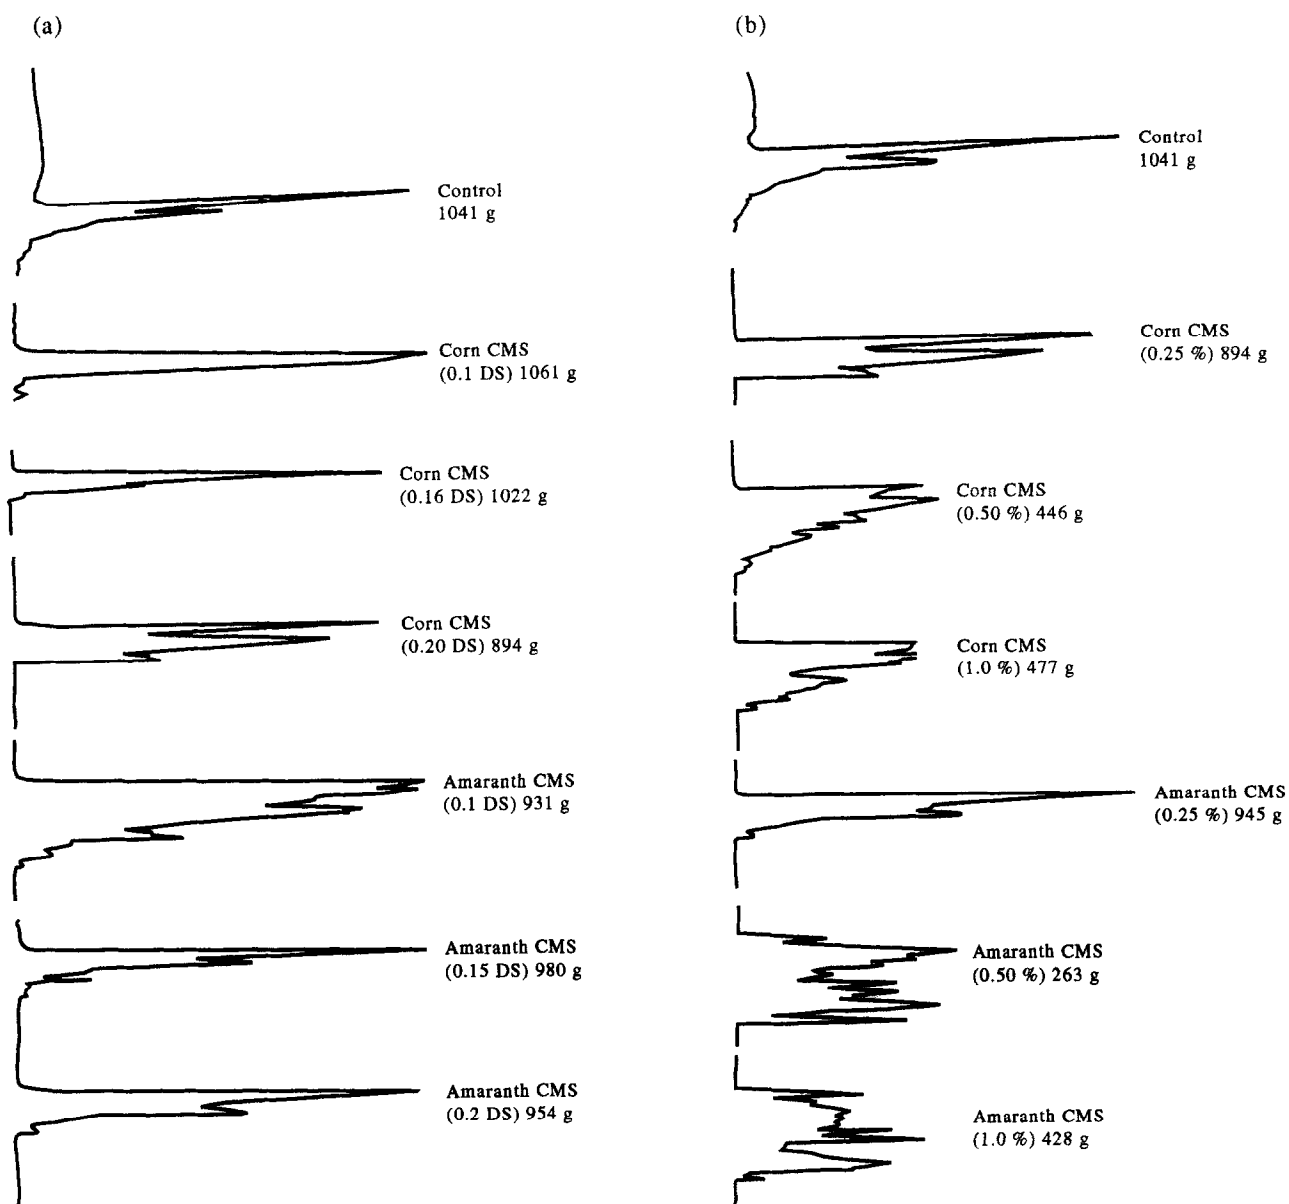 (a)
Control
1041 g
Corn CMS
(0.1 DS) 1061 g
Corn CMS
(0.16 DS) 1022 g
Corn CMS
(0.20 DS) 894 g
Amaranth CMS
(0.1 DS) 931 g
Amaranth CMS
(0.15 DS) 980 g
Amaranth CMS
(0.2 DS) 954 g
(b)
Control
1041 g
Corn CMS
(0.25 %) 894 g
Corn CMS
(0.50 %) 446 g
Corn CMS
(1.0 %) 477 g
Amaranth CMS
(0.25 %) 945 g
Amaranth CMS
(0.50 %) 263 g
Amaranth CMS
(1.0 %) 428 g